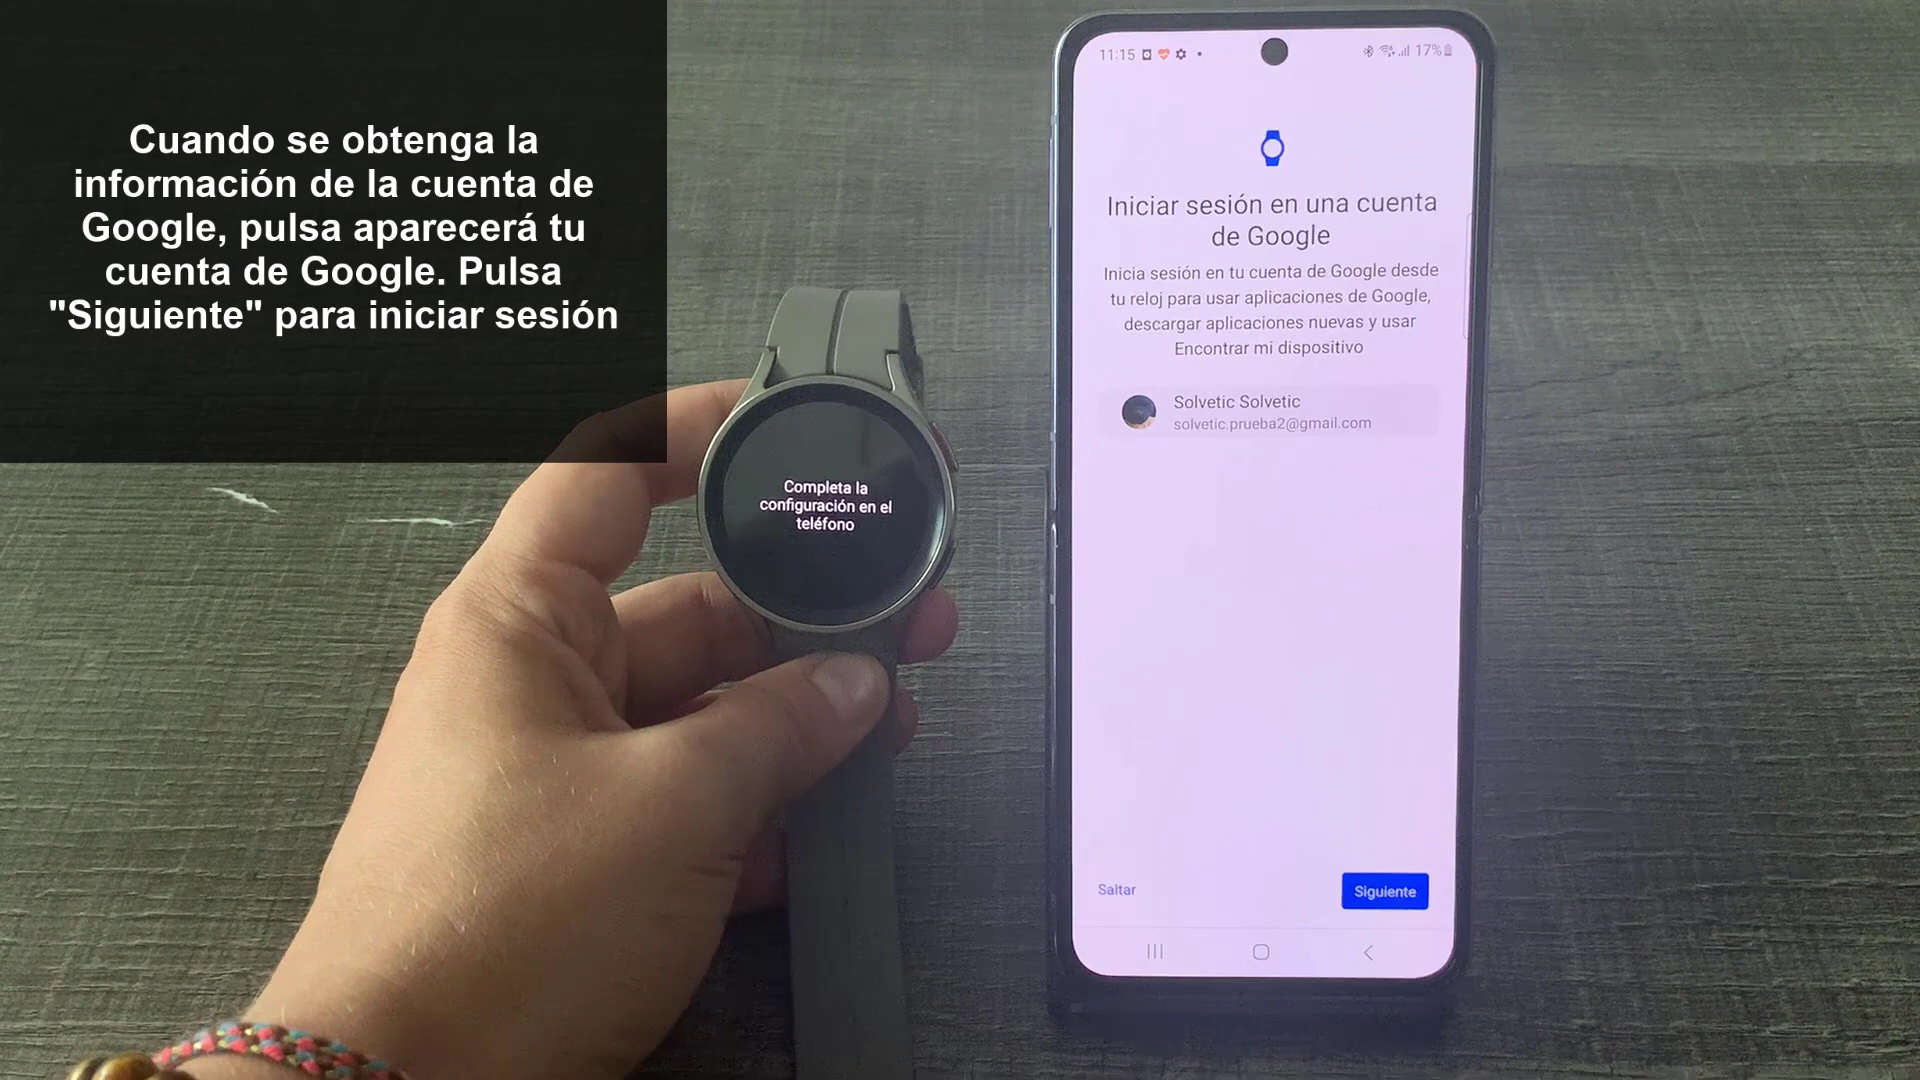 Cuando se obtenga la
información de la cuenta de
Google, pulsa aparecerá tu
cuenta de Google. Pulsa
"Siguiente" para iniciar sesión
Completa la
configuración en el
teléfono
11:15
17%
Iniciar sesión en una cuenta
de Google
Inicia sesión en tu cuenta de Google desde
tu reloj para usar aplicaciones de Google,
descargar aplicaciones nuevas y usar
Encontrar mi dispositivo
Solvetic Solvetic
solvetic.prueba2@gmail.com
Saltar
Siguiente